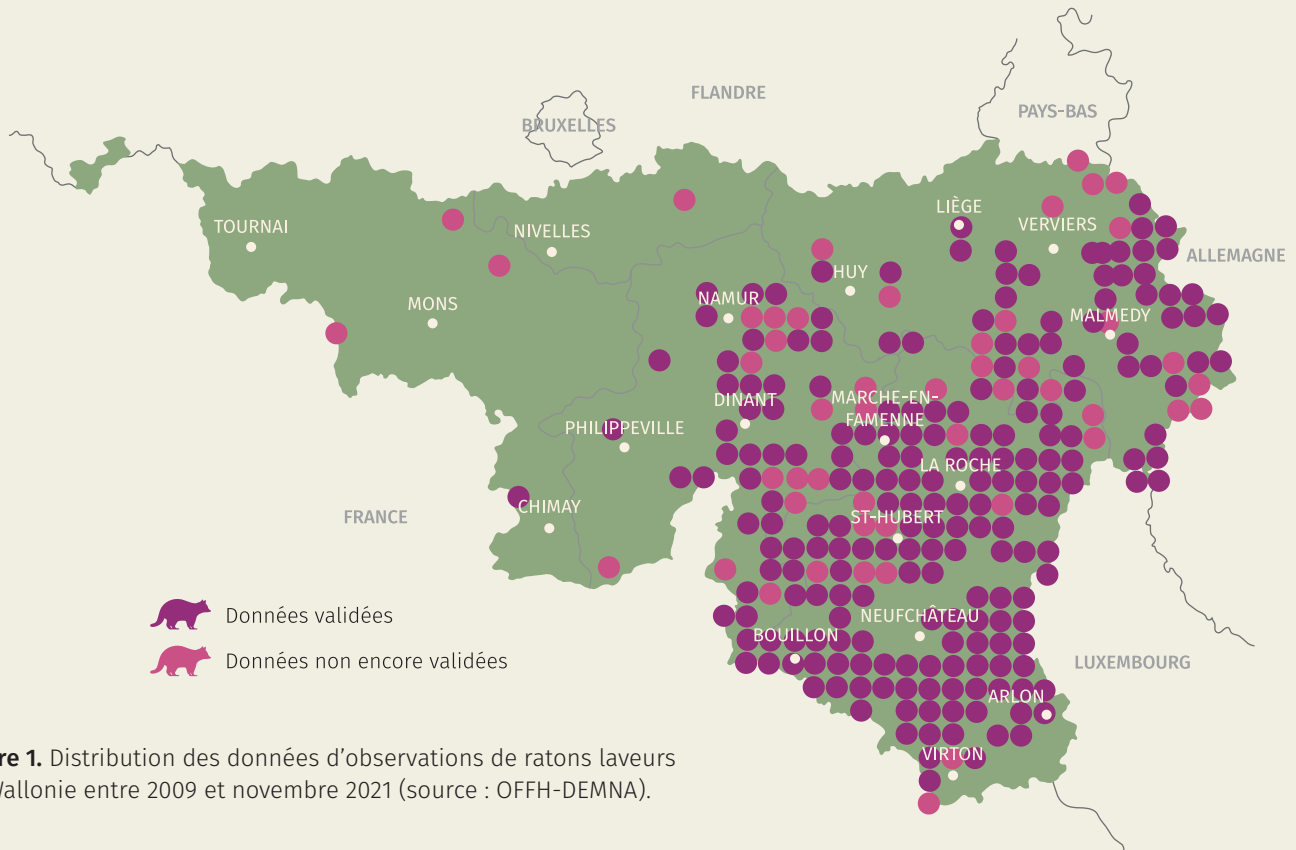 FLANDRE
PAYS-BAS
BRUXELLES
LIÈGE
TOURNAI
NIVELLES
VERVIERS
ALLEMAGNE
HUY
NAMUR
MONS
MALMEDY
DINANT
MARCHE-EN-
FAMENNE
PHILIPPEVILLE
LA ROCHE
CHIMAY
FRANCE
ST-HUBERT
Données validées
NEUFCHÂTEAU
BOUILLON
Données non encore validées
LUXEMBOURG
ARLON
VIRTON
re 1. Distribution des données d’observations de ratons laveurs
Wallonie entre 2009 et novembre 2021 (source : OFFH-DEMNA).